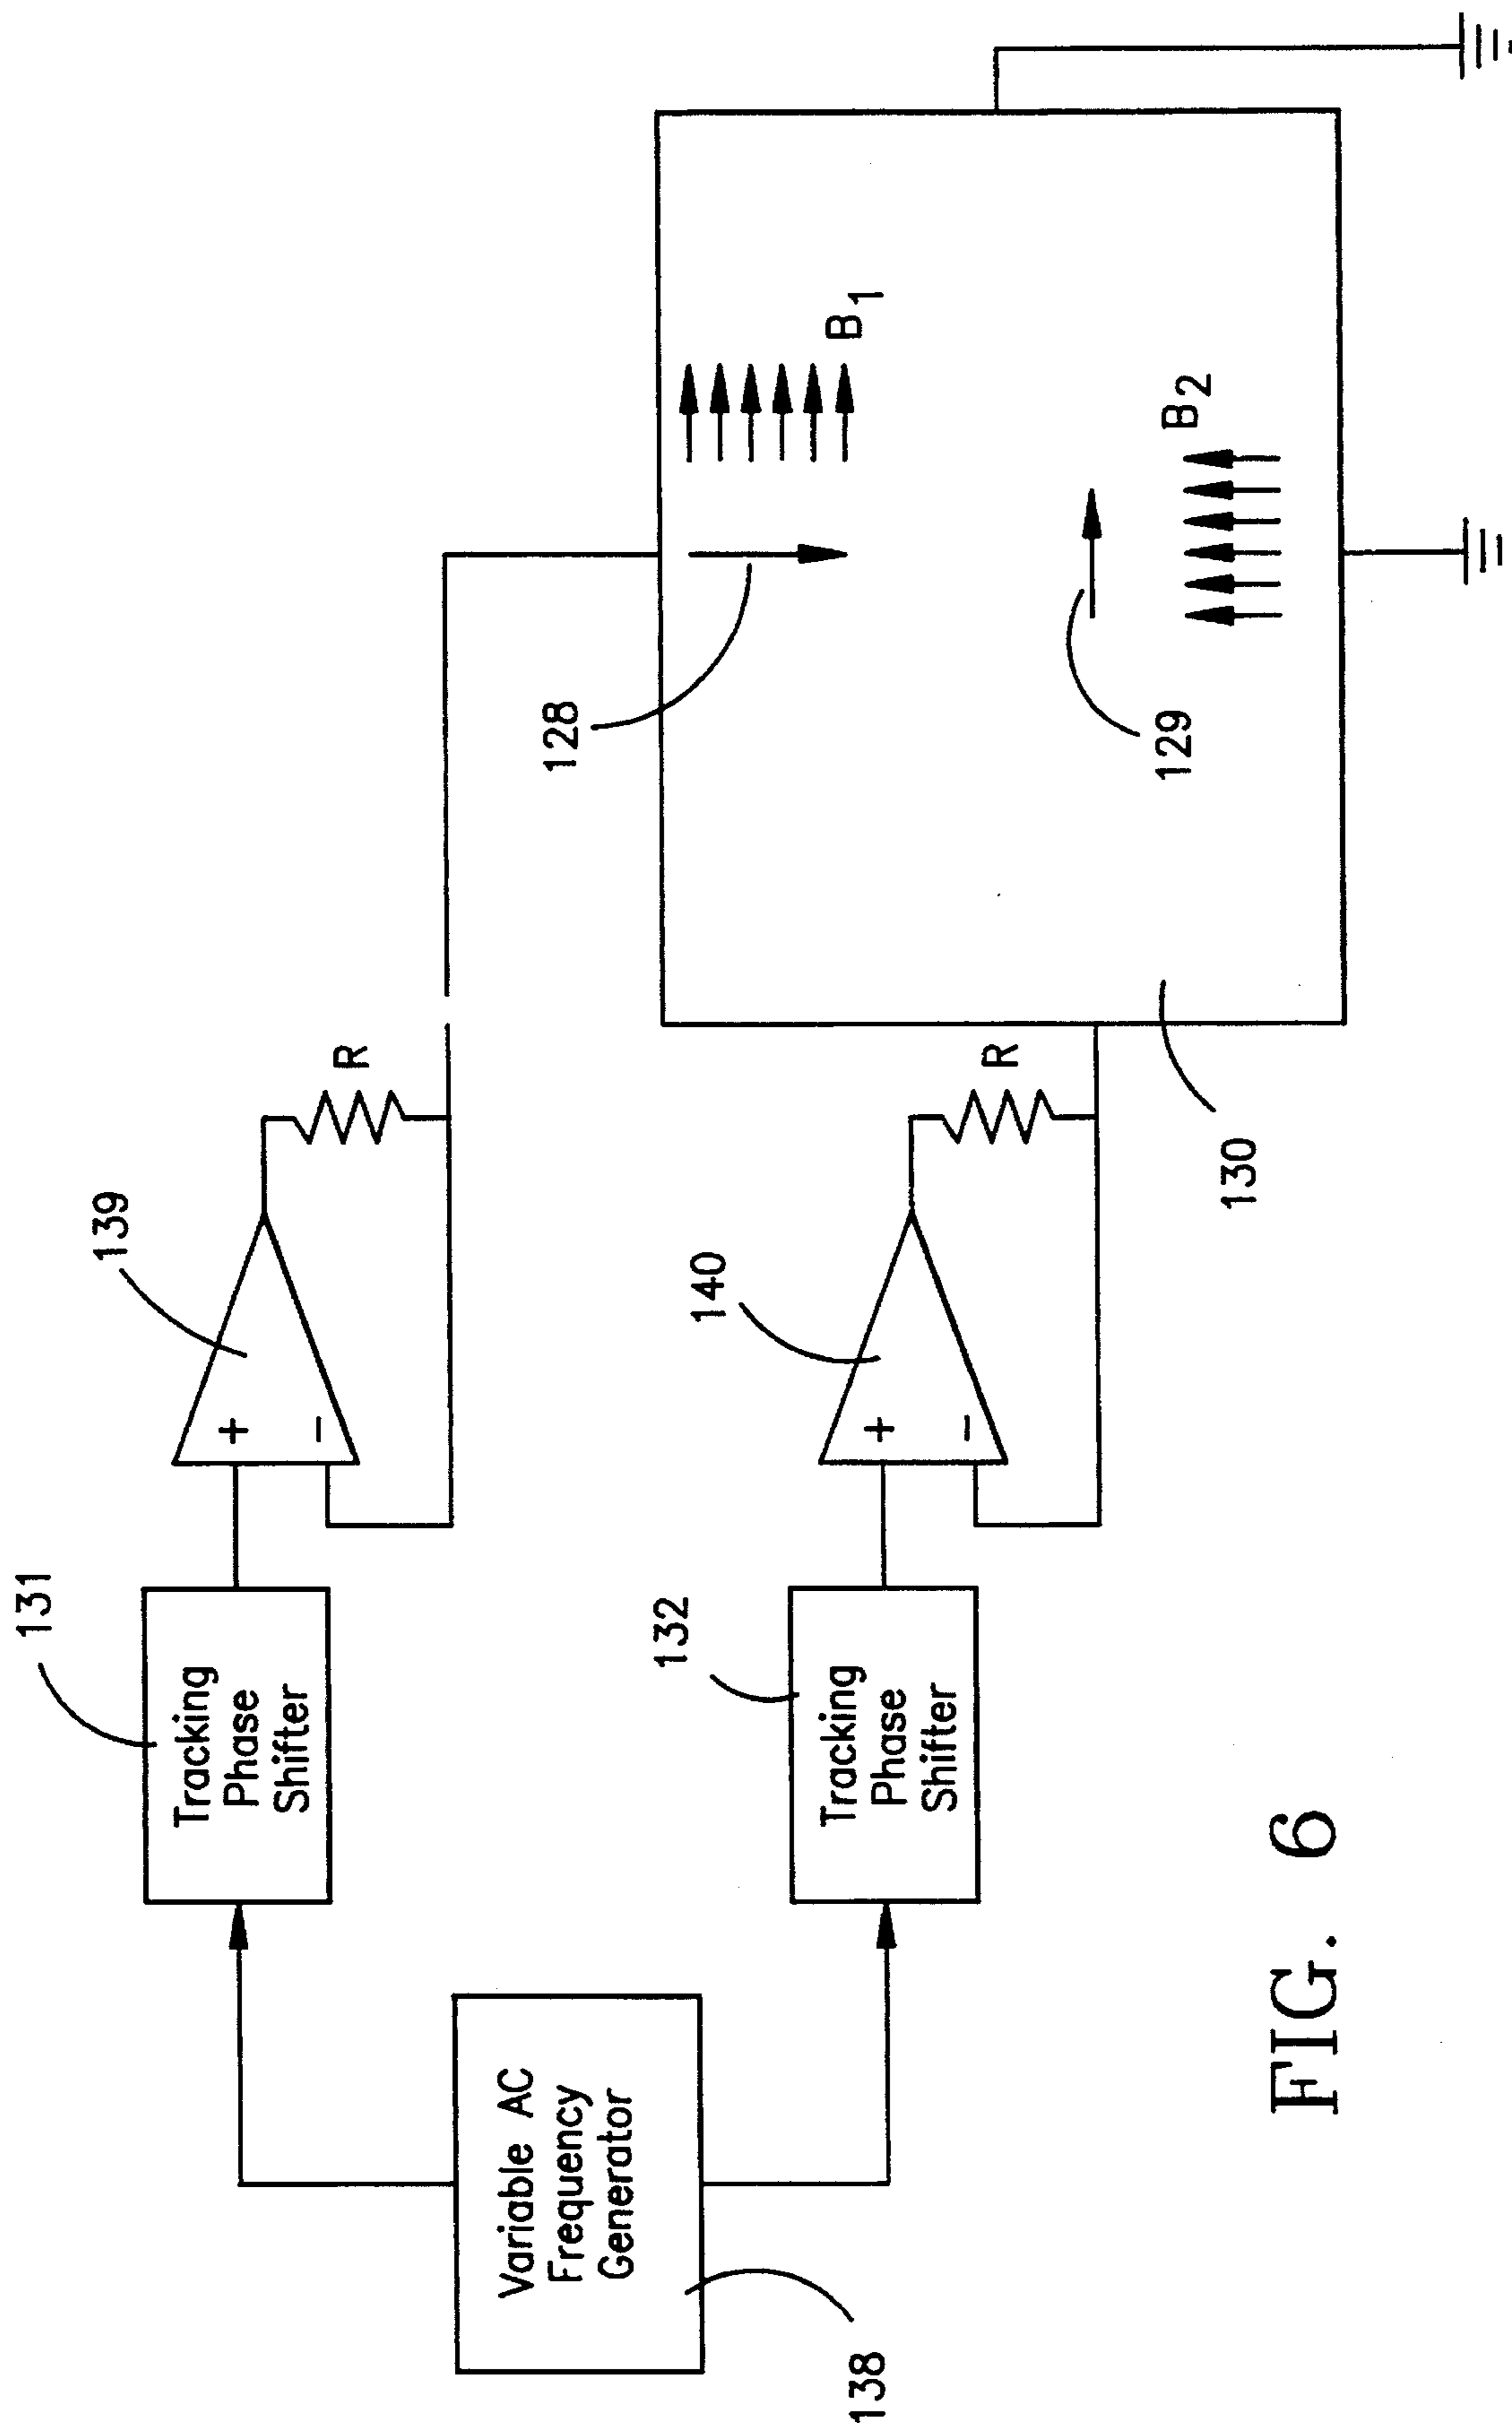 131
Tracking
Phase
Shifter
139
+
−
R
128
B1
138
Variable AC
Frequency
Generator
132
Tracking
Phase
Shifter
140
+
−
R
130
129
B2
FIG. 6